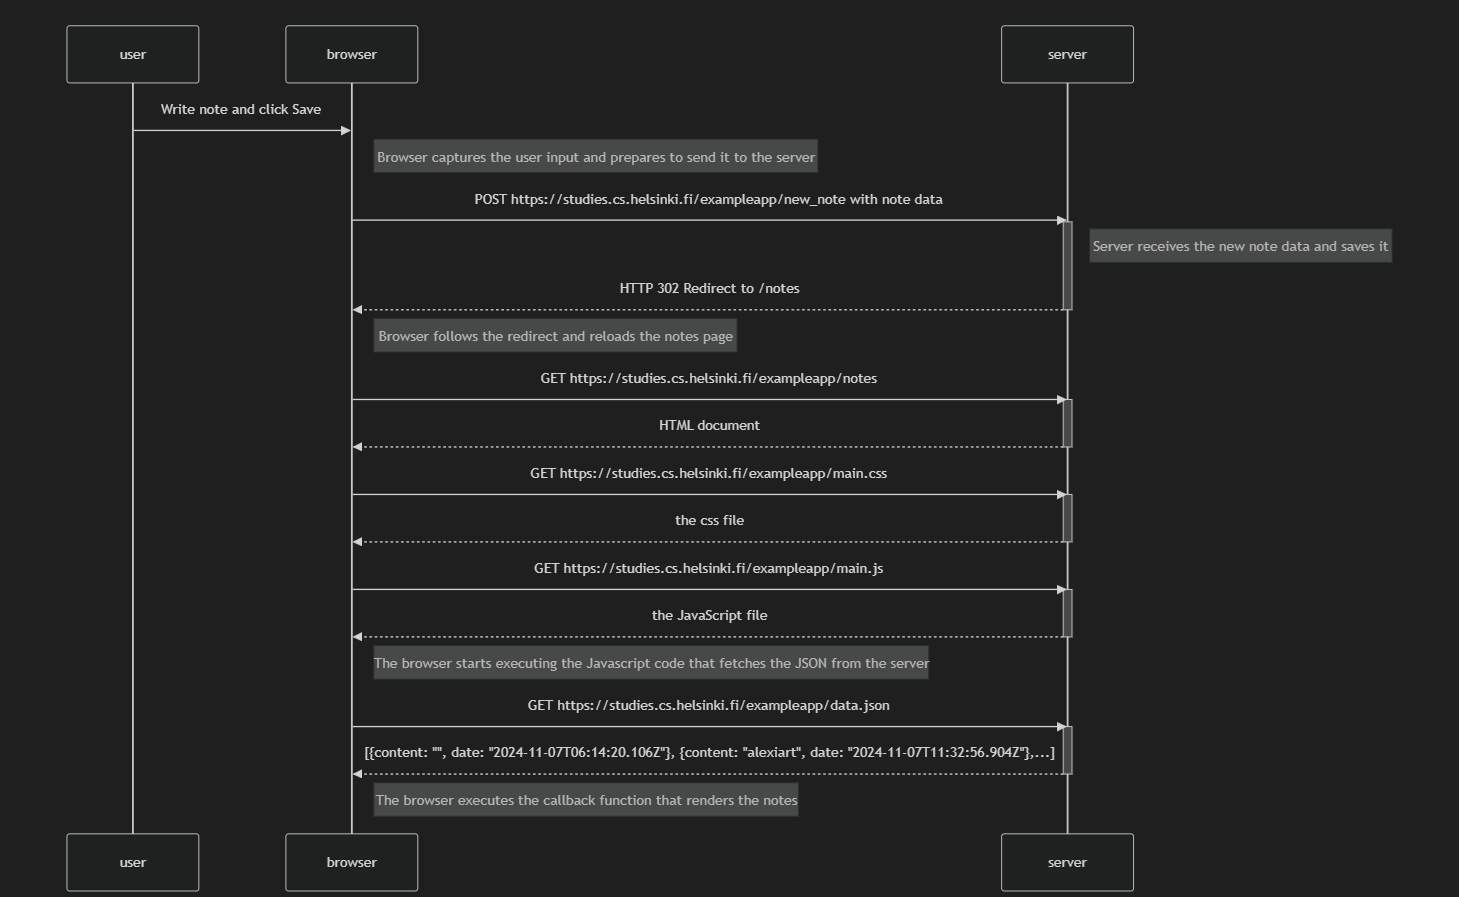 user browser server
Write note and click Save
Browser captures the user input and prepares to send it to the server
POST https://studies.cs.helsinki.fi/exampleapp/new_note with note data
Server receives the new note data and saves it
HTTP 302 Redirect to /notes
Browser follows the redirect and reloads the notes page
GET https://studies.cs.helsinki.fi/exampleapp/notes
HTML document
GET https://studies.cs.helsinki.fi/exampleapp/main.css
the css file
GET https://studies.cs.helsinki.fi/exampleapp/main.js
the JavaScript file
The browser starts executing the Javascript code that fetches the JSON from the server
GET https://studies.cs.helsinki.fi/exampleapp/data.json
[{content: "", date: "2024-11-07T06:14:20.106Z"}, {content: "alexiart", date: "2024-11-07T11:32:56.904Z"},...]
The browser executes the callback function that renders the notes
user browser server